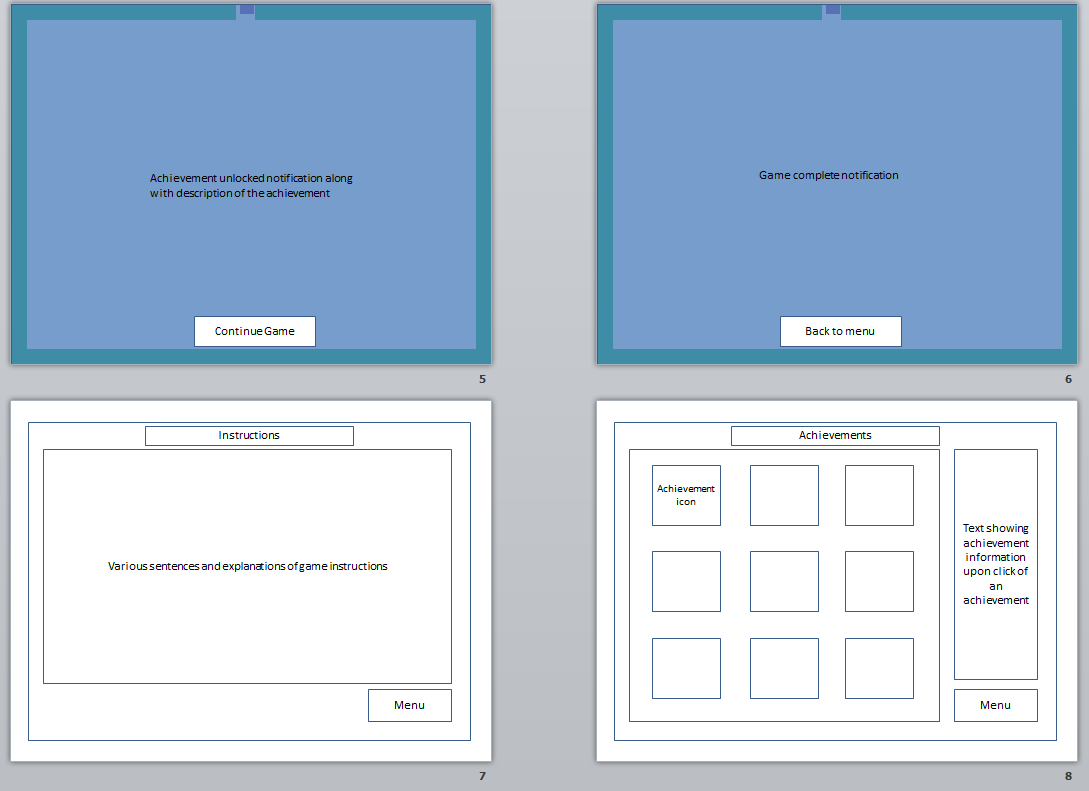 Achievement unlocked notification along
with description of the achievement
Continue Game
5
Game complete notification
Back to menu
6
Instructions
Various sentences and explanations of game instructions
Menu
7
Achievements
Achievement
icon
Text showing
achievement
information
upon click of
an
achievement
Menu
8